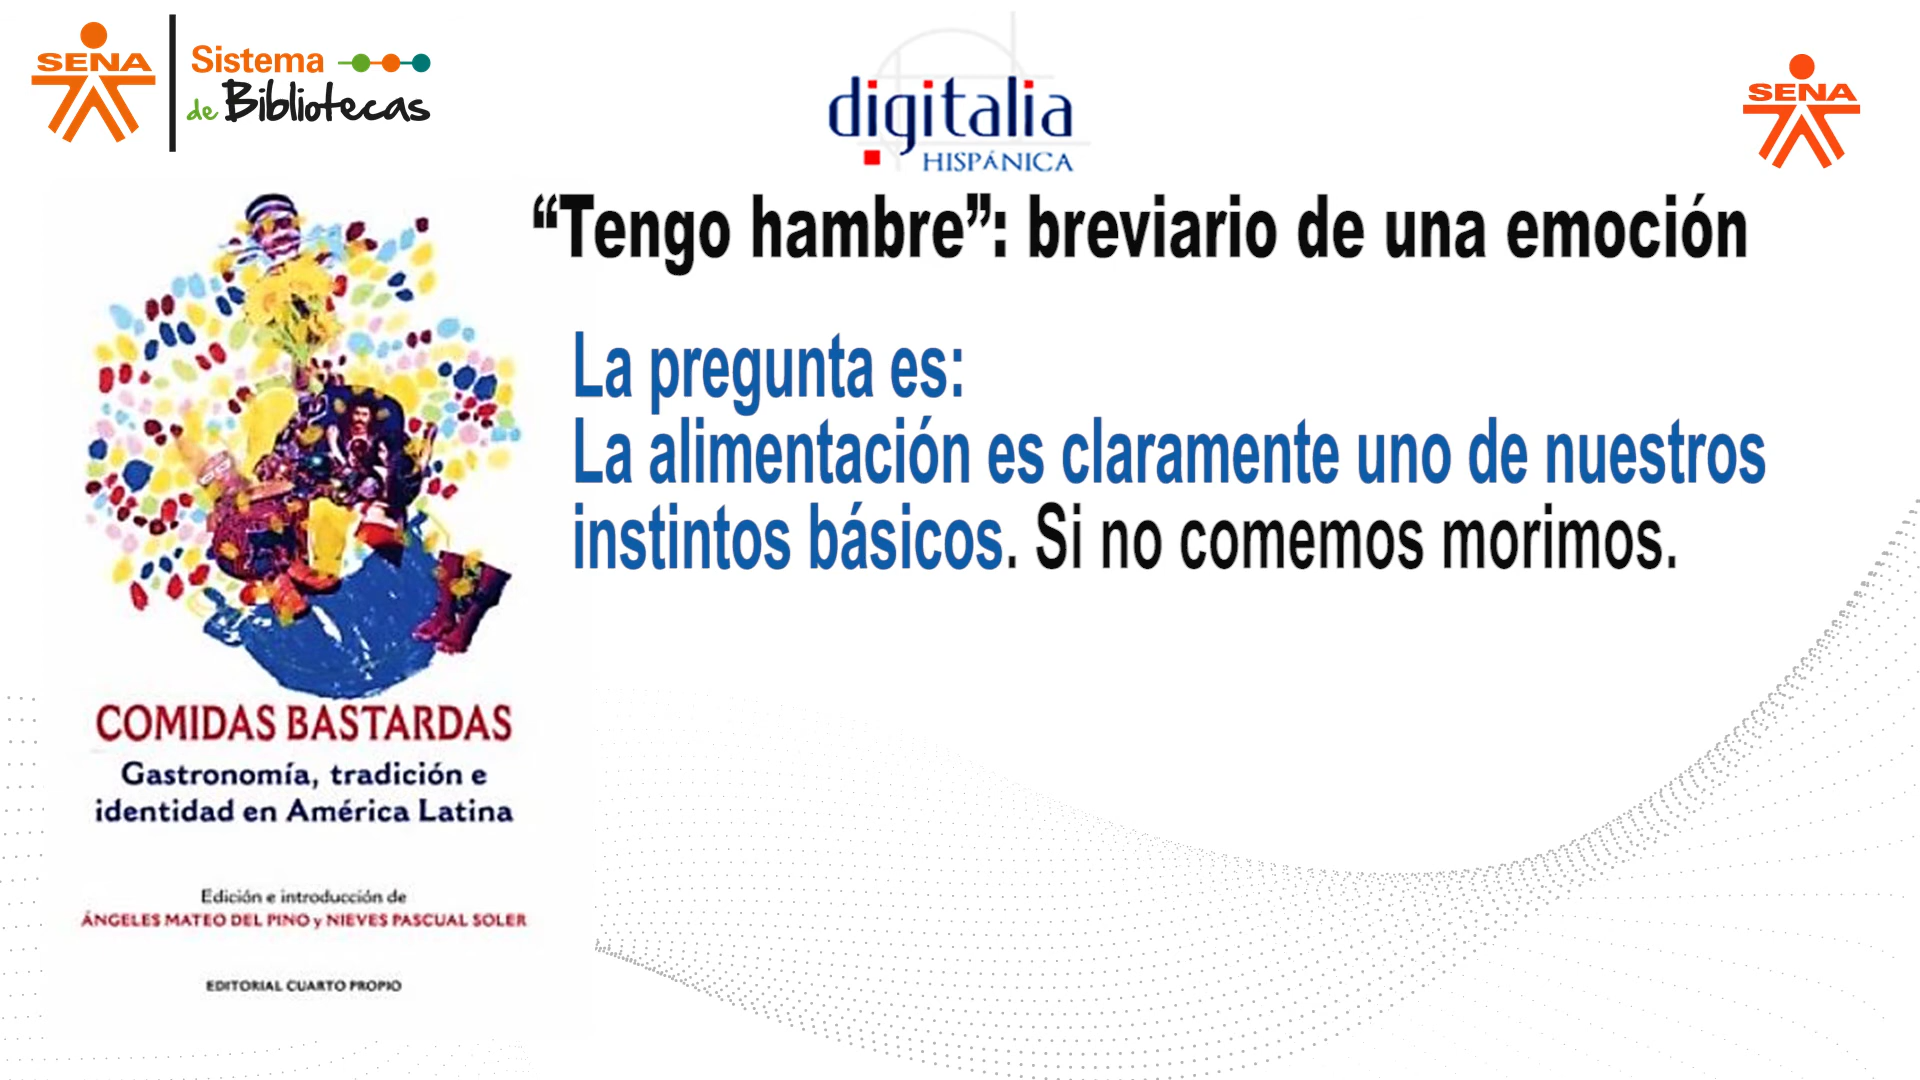 SENA
Sistema
de Bibliotecas
digitalia
HISPÁNICA
SENA
“Tengo hambre”: breviario de una emoción
La pregunta es:
La alimentación es claramente uno de nuestros
instintos básicos. Si no comemos morimos.
COMIDAS BASTARDAS
Gastronomía, tradición e
identidad en América Latina
Edición e introducción de
ÁNGELES MATEO DEL PINO y NIEVES PASCUAL SOLER
EDITORIAL CUARTO PROPIO